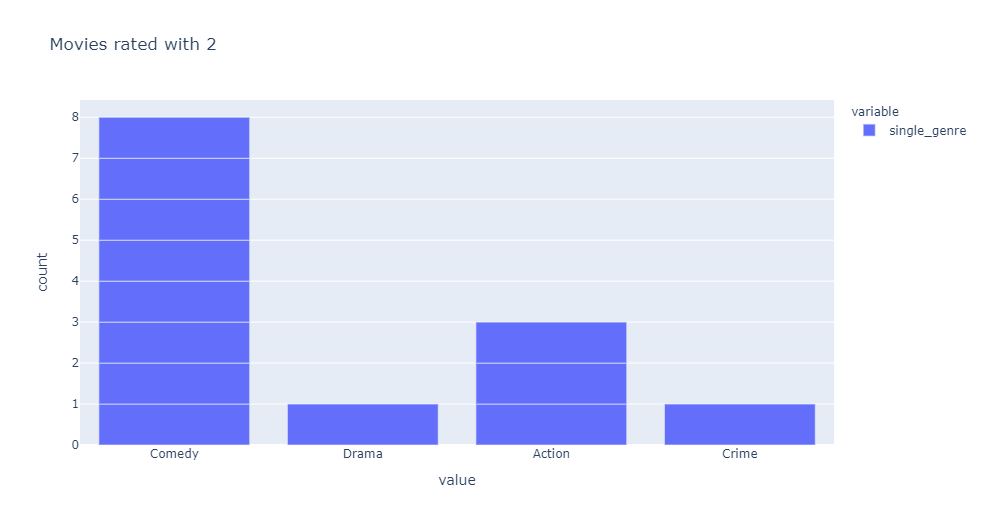 Movies rated with 2
variable
single_genre
count
8
7
6
5
4
3
2
1
0
Comedy Drama Action Crime
value